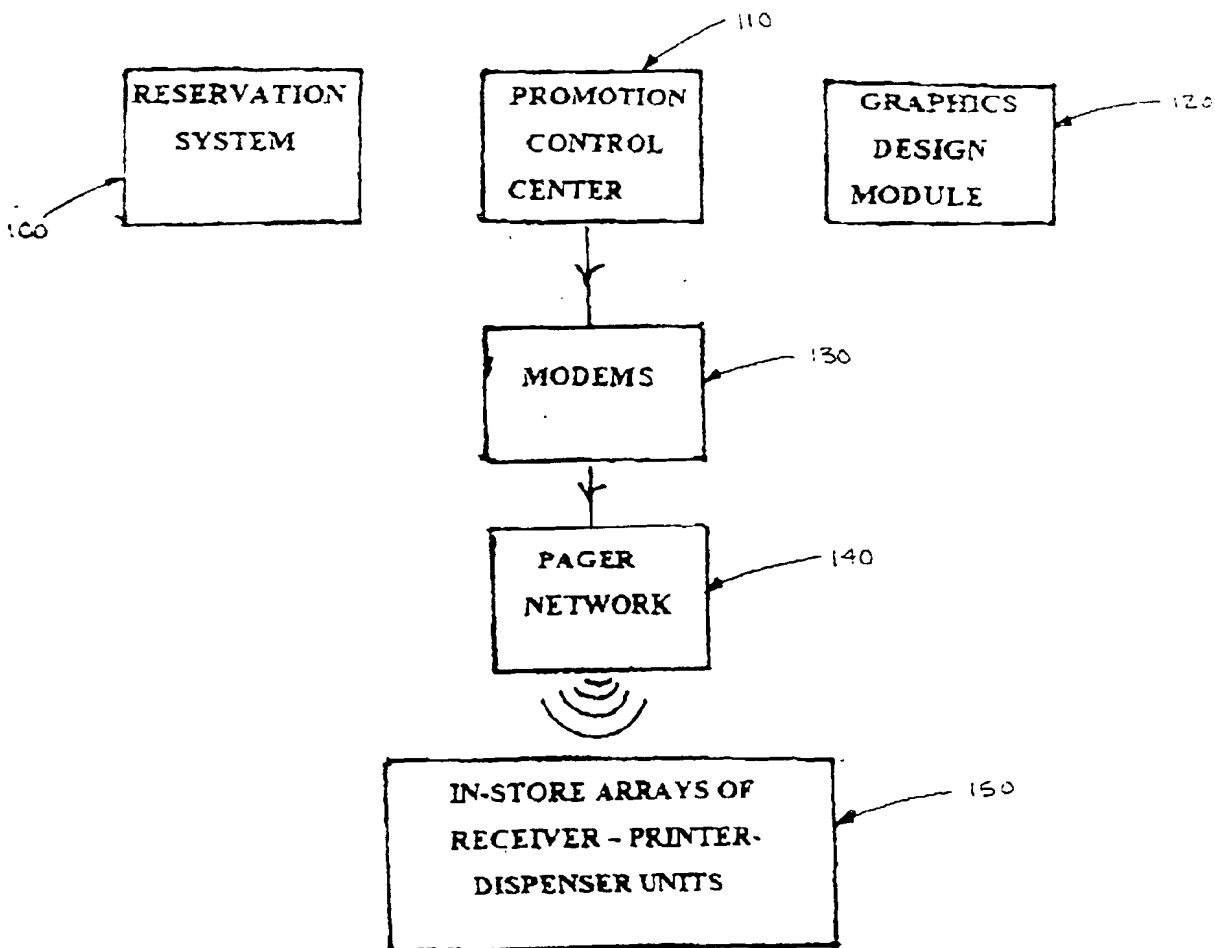 110
RESERVATION
SYSTEM
100
PROMOTION
CONTROL
CENTER
GRAPHICS
DESIGN
MODULE
120
MODEMS
130
PAGER
NETWORK
140
IN-STORE ARRAYS OF
RECEIVER - PRINTER-
DISPENSER UNITS
150